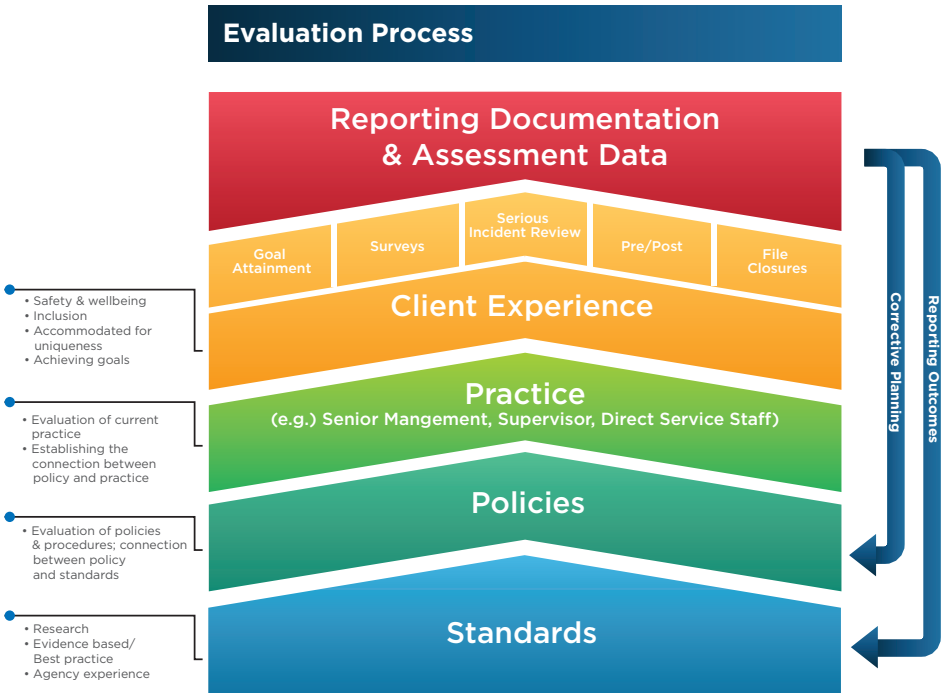 Evaluation Process
Reporting Documentation
& Assessment Data
Goal
Attainment
Surveys
Serious
Incident Review
Pre/Post
File
Closures
Client Experience
• Safety & wellbeing
• Inclusion
• Accommodated for
uniqueness
• Achieving goals
Practice
(e.g.) Senior Mangement, Supervisor, Direct Service Staff)
• Evaluation of current
practice
• Establishing the
connection between
policy and practice
Policies
• Evaluation of policies
& procedures; connection
between policy
and standards
Standards
• Research
• Evidence based/
Best practice
• Agency experience
Corrective Planning
Reporting Outcomes